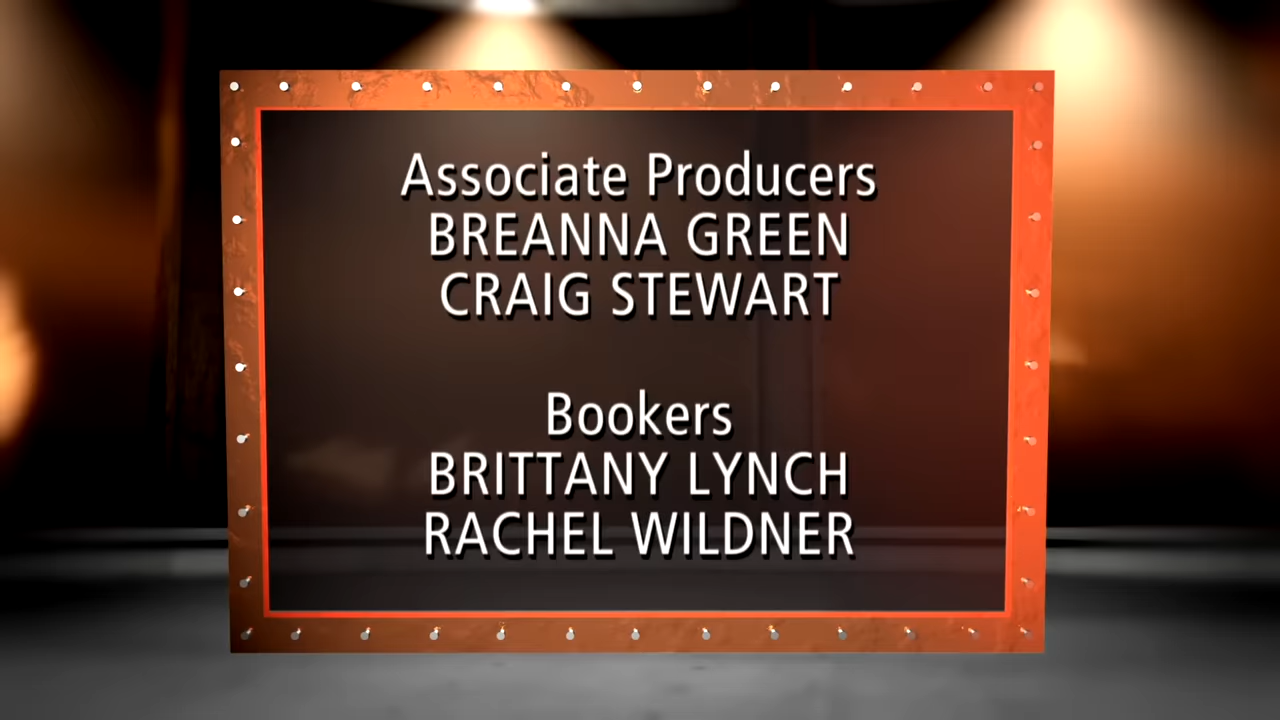 Associate Producers
BREANNA GREEN
CRAIG STEWART
Bookers
BRITTANY LYNCH
RACHEL WILDNER